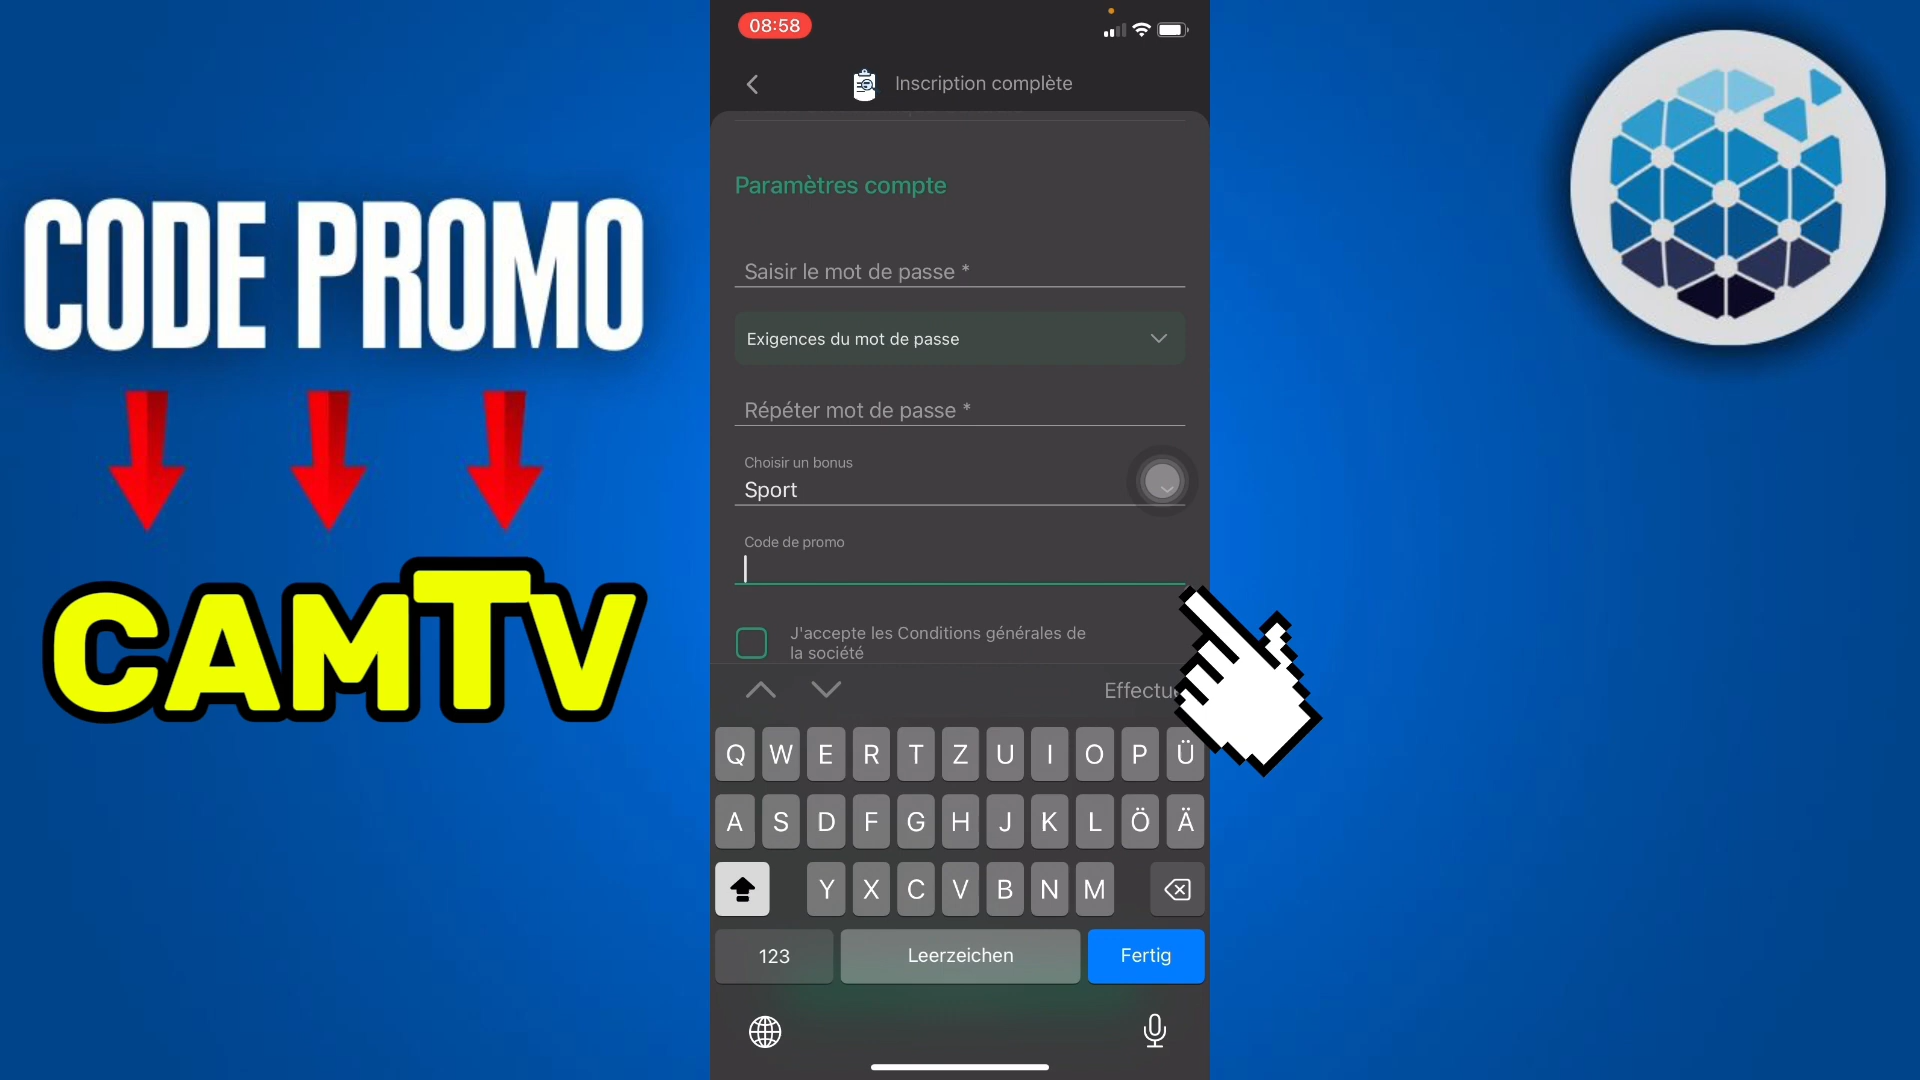 08:58
Inscription complète
Paramètres compte
Saisir le mot de passe *
Exigences du mot de passe
Répéter mot de passe *
Choisir un bonus
Sport
Code de promo
J'accepte les Conditions générales de
la société
Q W E R T Z U I O P Ü
A S D F G H J K L Ö Ä
Y X C V B N M
123 Leerzeichen Fertig
CODE PROMO
CAMTV